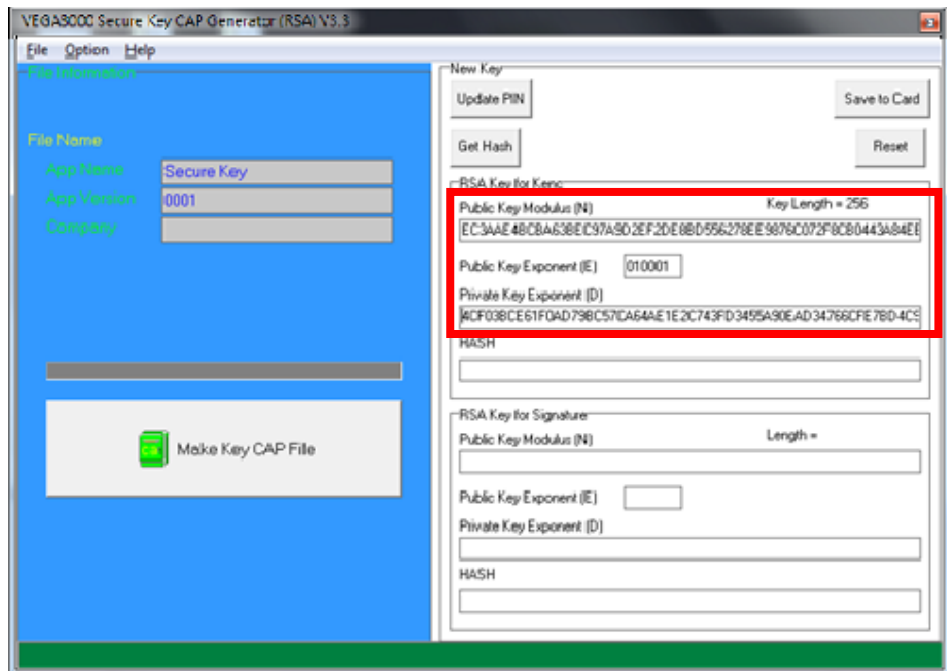 VEGA3000 Secure Key CAP Generator (RSA) V3.3
File Option Help
File Information
File Name
App Name Secure Key
App Version 0001
Company
Make Key CAP File
New Key
Update PIN Save to Card
Get Hash Reset
RSA Key for Kenc
Public Key Modulus (N) Key Length = 256
Public Key Exponent (E) 010001
Private Key Exponent (D)
HASH
RSA Key for Signature
Public Key Modulus (N) Length =
Public Key Exponent (E)
Private Key Exponent (D)
HASH